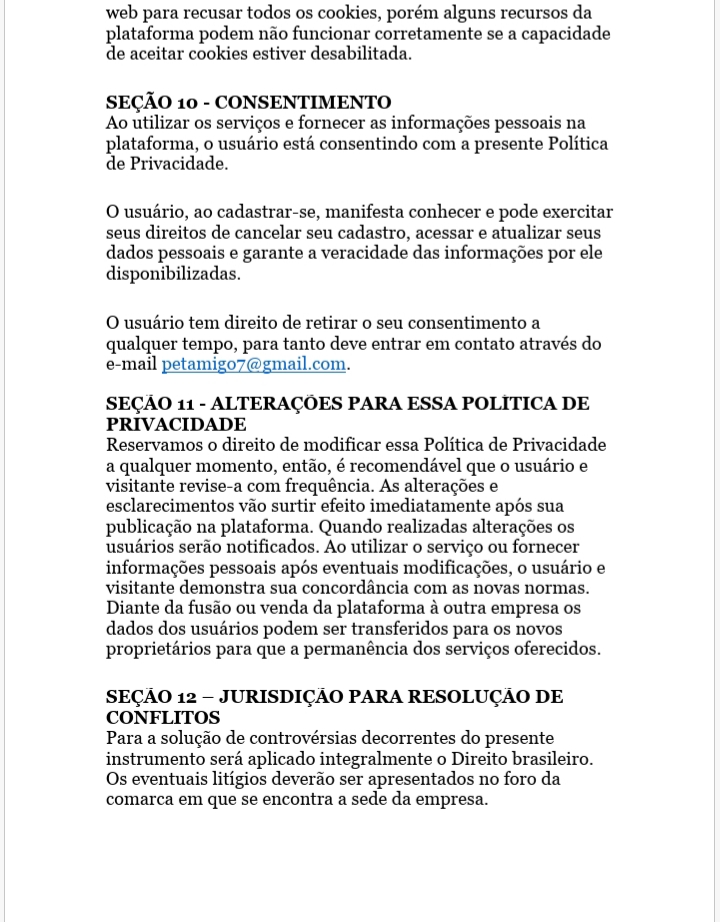 web para recusar todos os cookies, porém alguns recursos da
plataforma podem não funcionar corretamente se a capacidade
de aceitar cookies estiver desabilitada.
SEÇÃO 10 - CONSENTIMENTO
Ao utilizar os serviços e fornecer as informações pessoais na
plataforma, o usuário está consentindo com a presente Política
de Privacidade.
O usuário, ao cadastrar-se, manifesta conhecer e pode exercitar
seus direitos de cancelar seu cadastro, acessar e atualizar seus
dados pessoais e garante a veracidade das informações por ele
disponibilizadas.
O usuário tem direito de retirar o seu consentimento a
qualquer tempo, para tanto deve entrar em contato através do
e-mail petamigo7@gmail.com.
SEÇÃO 11 - ALTERAÇÕES PARA ESSA POLÍTICA DE
PRIVACIDADE
Reservamos o direito de modificar essa Política de Privacidade
a qualquer momento, então, é recomendável que o usuário e
visitante revise-a com frequência. As alterações e
esclarecimentos vão surtir efeito imediatamente após sua
publicação na plataforma. Quando realizadas alterações os
usuários serão notificados. Ao utilizar o serviço ou fornecer
informações pessoais após eventuais modificações, o usuário e
visitante demonstra sua concordância com as novas normas.
Diante da fusão ou venda da plataforma à outra empresa os
dados dos usuários podem ser transferidos para os novos
proprietários para que a permanência dos serviços oferecidos.
SEÇÃO 12 – JURISDIÇÃO PARA RESOLUÇÃO DE
CONFLITOS
Para a solução de controvérsias decorrentes do presente
instrumento será aplicado integralmente o Direito brasileiro.
Os eventuais litígios deverão ser apresentados no foro da
comarca em que se encontra a sede da empresa.